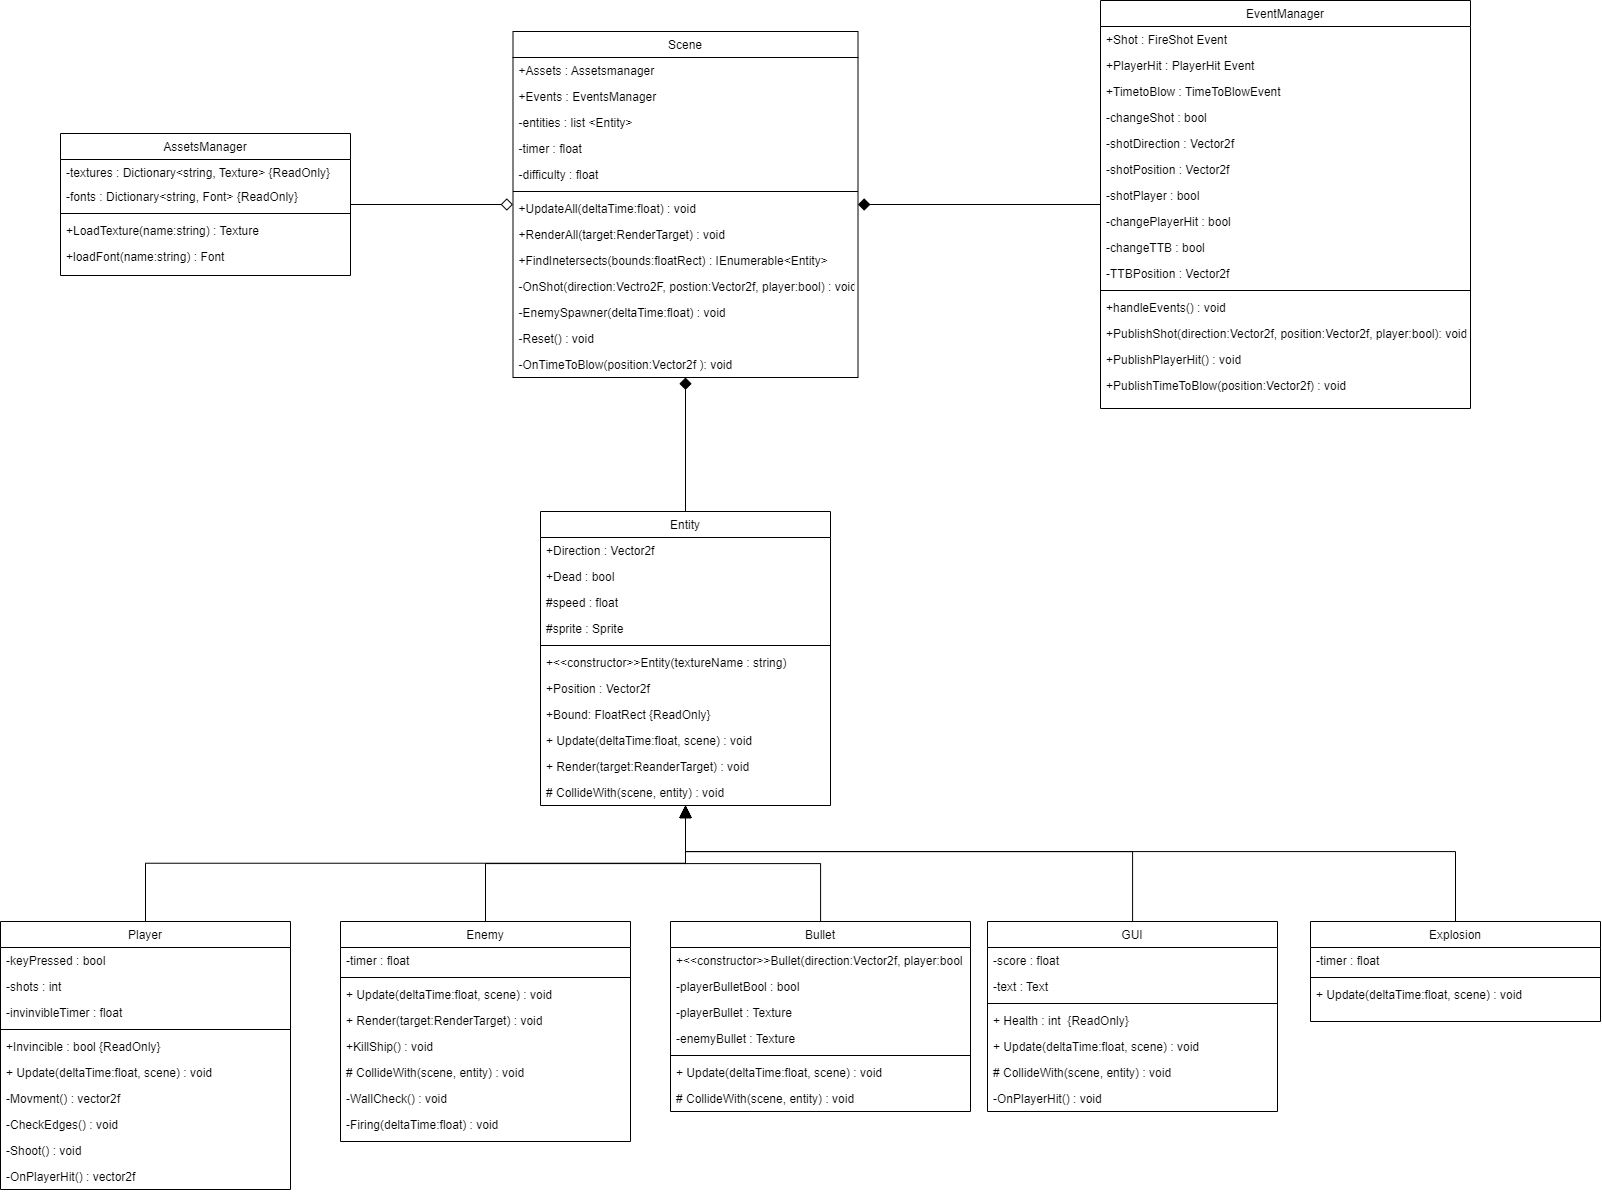 EventManager
+Shot : FireShot Event
+PlayerHit : PlayerHit Event
+TimetoBlow : TimeToBlowEvent
-changeShot : bool
-shotDirection : Vector2f
-shotPosition : Vector2f
-shotPlayer : bool
-changePlayerHit : bool
-changeTTB : bool
-TTBPosition : Vector2f
+handleEvents() : void
+PublishShot(direction:Vector2f, position:Vector2f, player:bool): void
+PublishPlayerHit() : void
+PublishTimeToBlow(position:Vector2f) : void
Scene
+Assets : Assetsmanager
+Events : EventsManager
-entities : list <Entity>
-timer : float
-difficulty : float
+UpdateAll(deltaTime:float) : void
+RenderAll(target:RenderTarget) : void
+FindInetersects(bounds:floatRect) : IEnumerable<Entity>
-OnShot(direction:Vectro2F, postion:Vector2f, player:bool) : void
-EnemySpawner(deltaTime:float) : void
-Reset() : void
-OnTimeToBlow(position:Vector2f ): void
AssetsManager
-textures : Dictionary<string, Texture> {ReadOnly}
-fonts : Dictionary<string, Font> {ReadOnly}
+LoadTexture(name:string) : Texture
+loadFont(name:string) : Font
Entity
+Direction : Vector2f
+Dead : bool
#speed : float
#sprite : Sprite
+<<constructor>>Entity(textureName : string)
+Position : Vector2f
+Bound: FloatRect {ReadOnly}
+ Update(deltaTime:float, scene) : void
+ Render(target:ReanderTarget) : void
# CollideWith(scene, entity) : void
Player
-keyPressed : bool
-shots : int
-invinvibleTimer : float
+Invincible : bool {ReadOnly}
+ Update(deltaTime:float, scene) : void
-Movment() : vector2f
-CheckEdges() : void
-Shoot() : void
-OnPlayerHit() : vector2f
Enemy
-timer : float
+ Update(deltaTime:float, scene) : void
+ Render(target:RenderTarget) : void
+KillShip() : void
# CollideWith(scene, entity) : void
-WallCheck() : void
-Firing(deltaTime:float) : void
Bullet
+<<constructor>>Bullet(direction:Vector2f, player:bool
-playerBulletBool : bool
-playerBullet : Texture
-enemyBullet : Texture
+ Update(deltaTime:float, scene) : void
# CollideWith(scene, entity) : void
GUI
-score : float
-text : Text
+ Health : int  {ReadOnly}
+ Update(deltaTime:float, scene) : void
# CollideWith(scene, entity) : void
-OnPlayerHit() : void
Explosion
-timer : float
+ Update(deltaTime:float, scene) : void